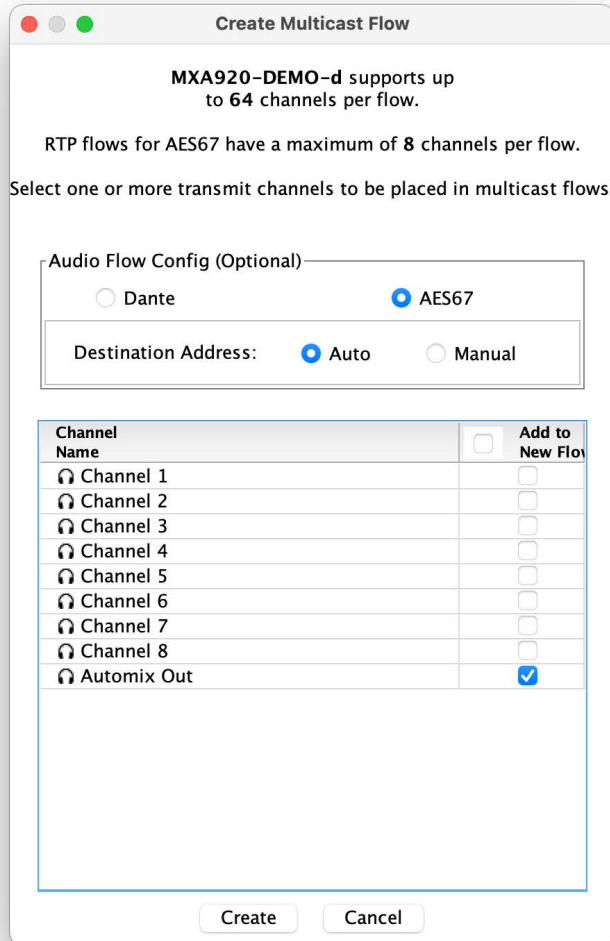 Create Multicast Flow
MXA920-DEMO-d supports up
to 64 channels per flow.
RTP flows for AES67 have a maximum of 8 channels per flow.
Select one or more transmit channels to be placed in multicast flows
Audio Flow Config (Optional)
Dante
AES67
Destination Address:
Auto
Manual
Channel
Name
Add to
New Flov
Channel 1
Channel 2
Channel 3
Channel 4
Channel 5
Channel 6
Channel 7
Channel 8
Automix Out
Create
Cancel